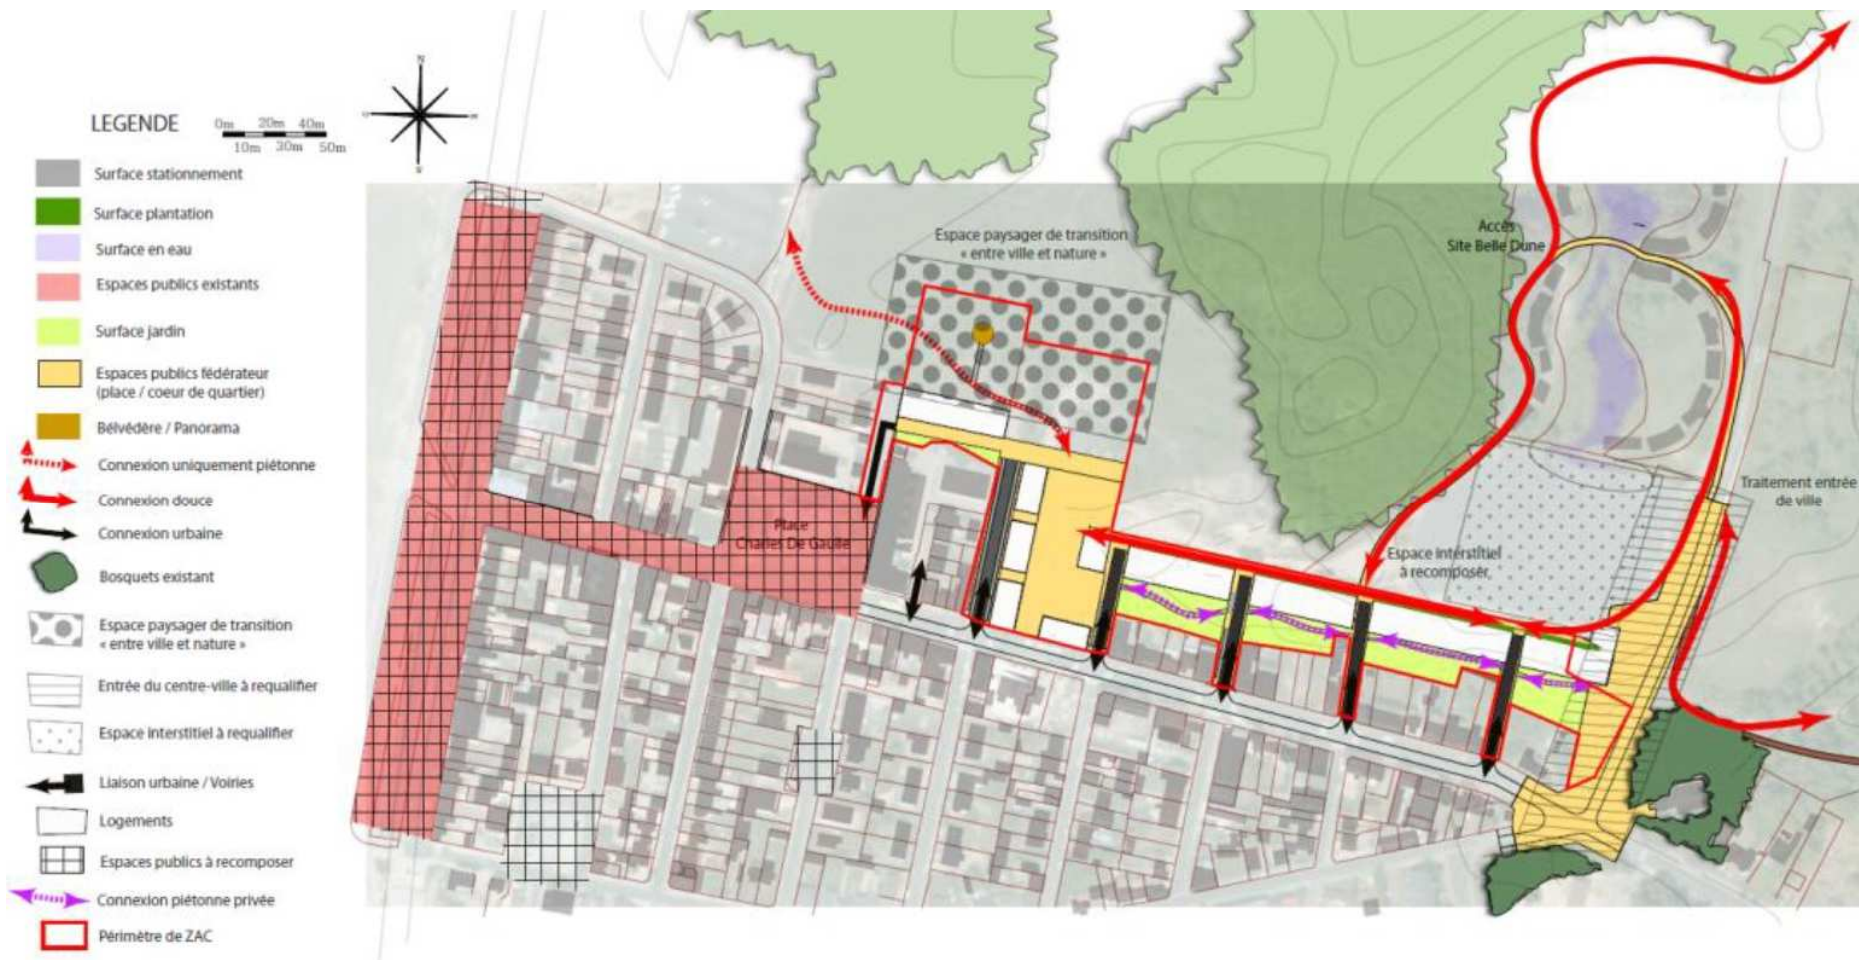 LEGENDE
0m 20m 40m
10m 30m 50m
N
Surface stationnement
Surface plantation
Surface en eau
Espaces publics existants
Surface jardin
Espaces publics fédérateur
(place / coeur de quartier)
Bélvédère / Panorama
Connexion uniquement piétonne
Connexion douce
Connexion urbaine
Bosquets existant
Espace paysager de transition
« entre ville et nature »
Entrée du centre-ville à requalifier
Espace interstitiel à requalifier
Liaison urbaine / Voiries
Logements
Espaces publics à recomposer
Connexion piétonne privée
Périmètre de ZAC
Espace paysager de transition
« entre ville et nature »
Accès
Site Belle Dune
Traitement entrée
de ville
Place
Charles De Gaulle
Espace interstitiel
à recomposer